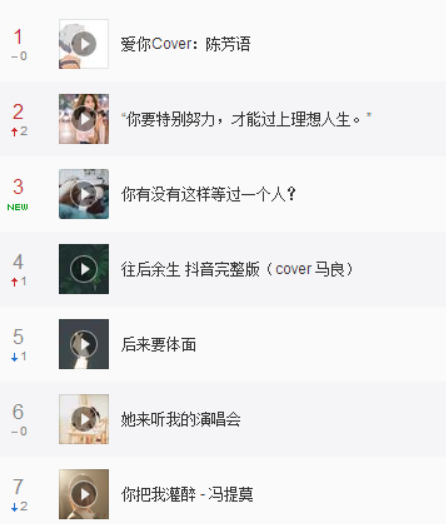 1
爱你Cover：陈芳语
– 0
2
“你要特别努力，才能过上理想人生。”
2
3
你有没有这样等过一个人？
NEW
4
往后余生 抖音完整版（cover 马良）
1
5
后来要体面
1
6
她来听我的演唱会
– 0
7
你把我灌醉 - 冯提莫
2